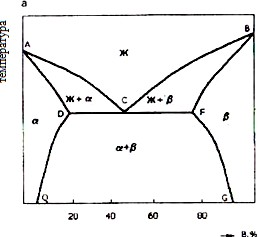 а
температура
A
B
Ж
Ж + α
C
Ж + β
D
F
α
β
α+β
Q
G
20 40 60 80
B,%